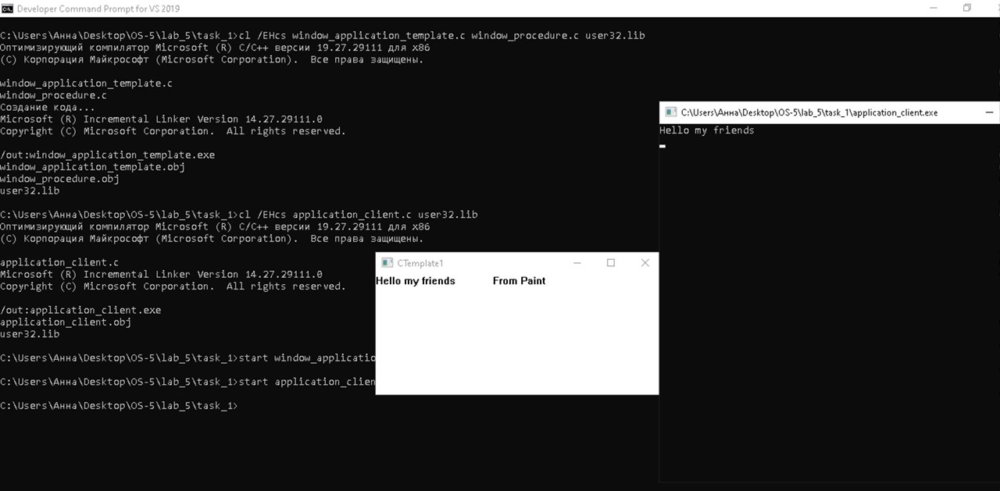 Developer Command Prompt for VS 2019
C:\Users\Анна\Desktop\OS-5\lab_5\task_1>cl /EHcs window_application_template.c window_procedure.c user32.lib
Оптимизирующий компилятор Microsoft (R) C/C++ версии 19.27.29111 для x86
(C) Корпорация Майкрософт (Microsoft Corporation).  Все права защищены.
window_application_template.c
window_procedure.c
Создание кода...
Microsoft (R) Incremental Linker Version 14.27.29111.0
Copyright (C) Microsoft Corporation.  All rights reserved.
/out:window_application_template.exe
window_application_template.obj
window_procedure.obj
user32.lib
C:\Users\Анна\Desktop\OS-5\lab_5\task_1>cl /EHcs application_client.c user32.lib
Оптимизирующий компилятор Microsoft (R) C/C++ версии 19.27.29111 для x86
(C) Корпорация Майкрософт (Microsoft Corporation).  Все права защищены.
application_client.c
Microsoft (R) Incremental Linker Version 14.27.29111.0
Copyright (C) Microsoft Corporation.  All rights reserved.
/out:application_client.exe
application_client.obj
user32.lib
C:\Users\Анна\Desktop\OS-5\lab_5\task_1>start window_applicatio
C:\Users\Анна\Desktop\OS-5\lab_5\task_1>start application_clien
C:\Users\Анна\Desktop\OS-5\lab_5\task_1>
CTemplate1
Hello my friends From Paint
C:\Users\Анна\Desktop\OS-5\lab_5\task_1\application_client.exe
Hello my friends